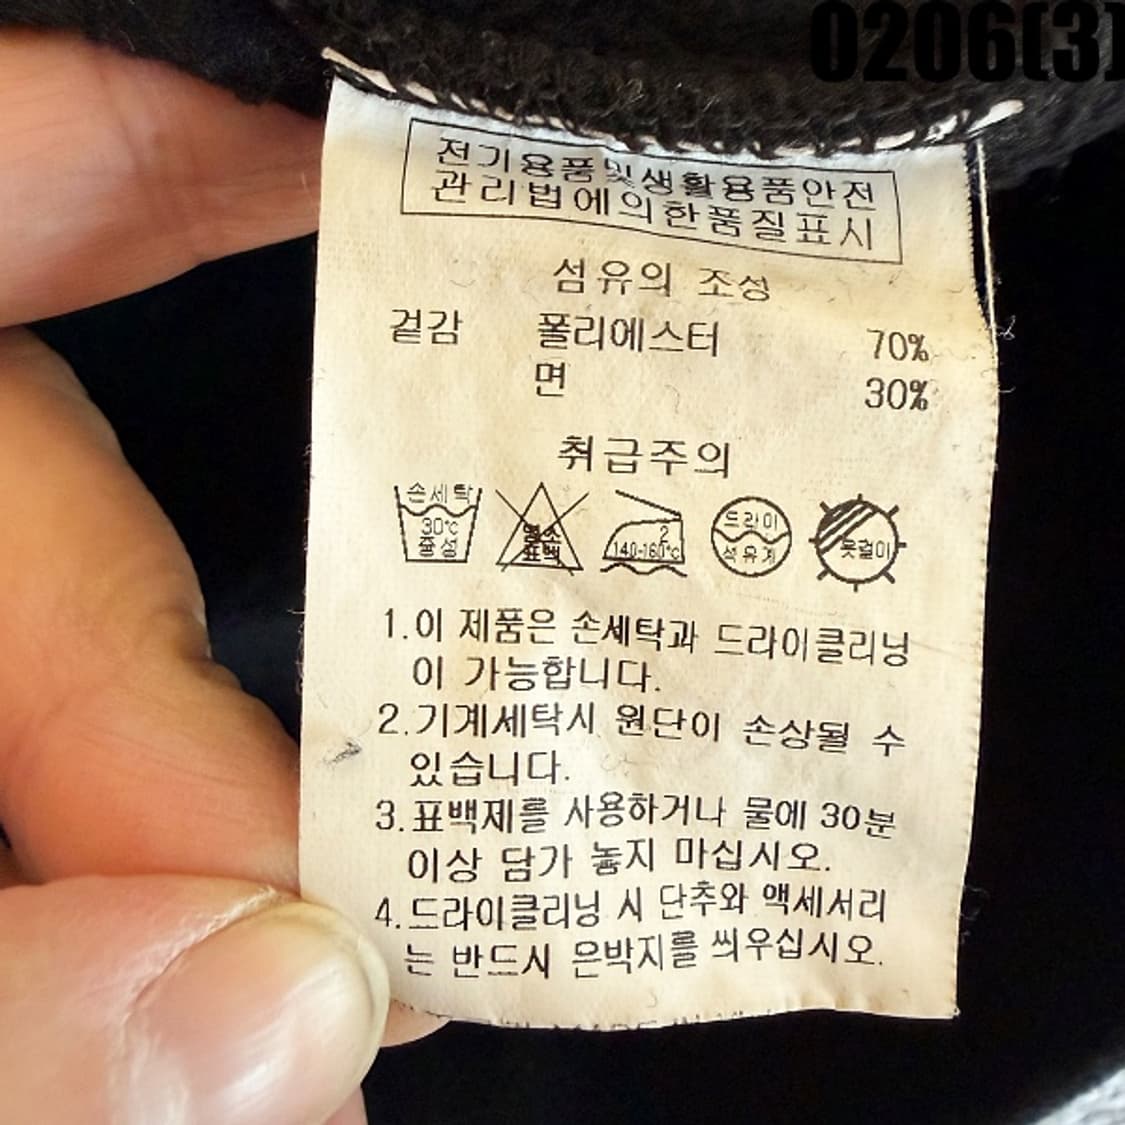 0206(3)
전기용품및생활용품안전
관리법에의한품질표시
섬유의 조성
겉감 폴리에스터 70%
면 30%
취급주의
손세탁
30℃
중성
염소
표백
2
140-160℃
드라이
석유계
옷걸이
1.이 제품은 손세탁과 드라이클리닝
이 가능합니다.
2.기계세탁시 원단이 손상될 수
있습니다.
3.표백제를 사용하거나 물에 30분
이상 담가 놓지 마십시오.
4.드라이클리닝 시 단추와 액세서리
는 반드시 은박지를 씌우십시오.